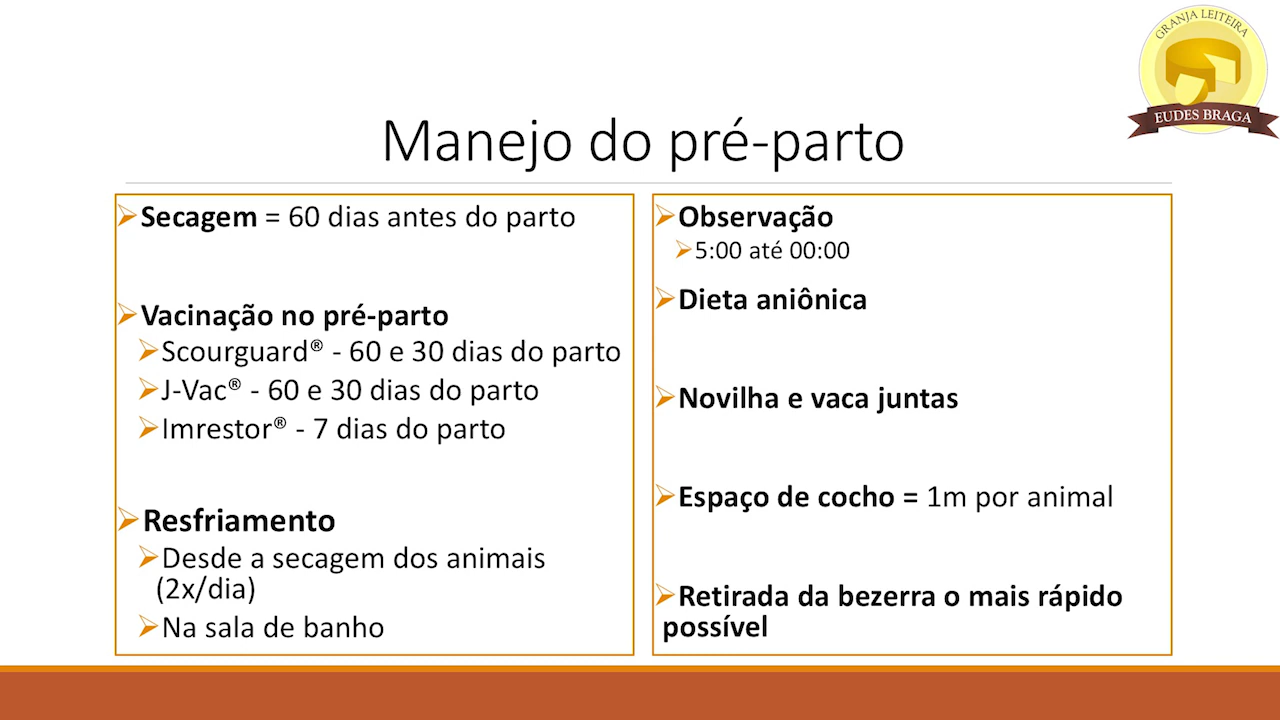 GRANJA LEITEIRA
EUDES BRAGA
Manejo do pré-parto
Secagem = 60 dias antes do parto
Vacinação no pré-parto
Scourguard® - 60 e 30 dias do parto
J-Vac® - 60 e 30 dias do parto
Imrestor® - 7 dias do parto
Resfriamento
Desde a secagem dos animais
(2x/dia)
Na sala de banho
Observação
5:00 até 00:00
Dieta aniônica
Novilha e vaca juntas
Espaço de cocho = 1m por animal
Retirada da bezerra o mais rápido
possível